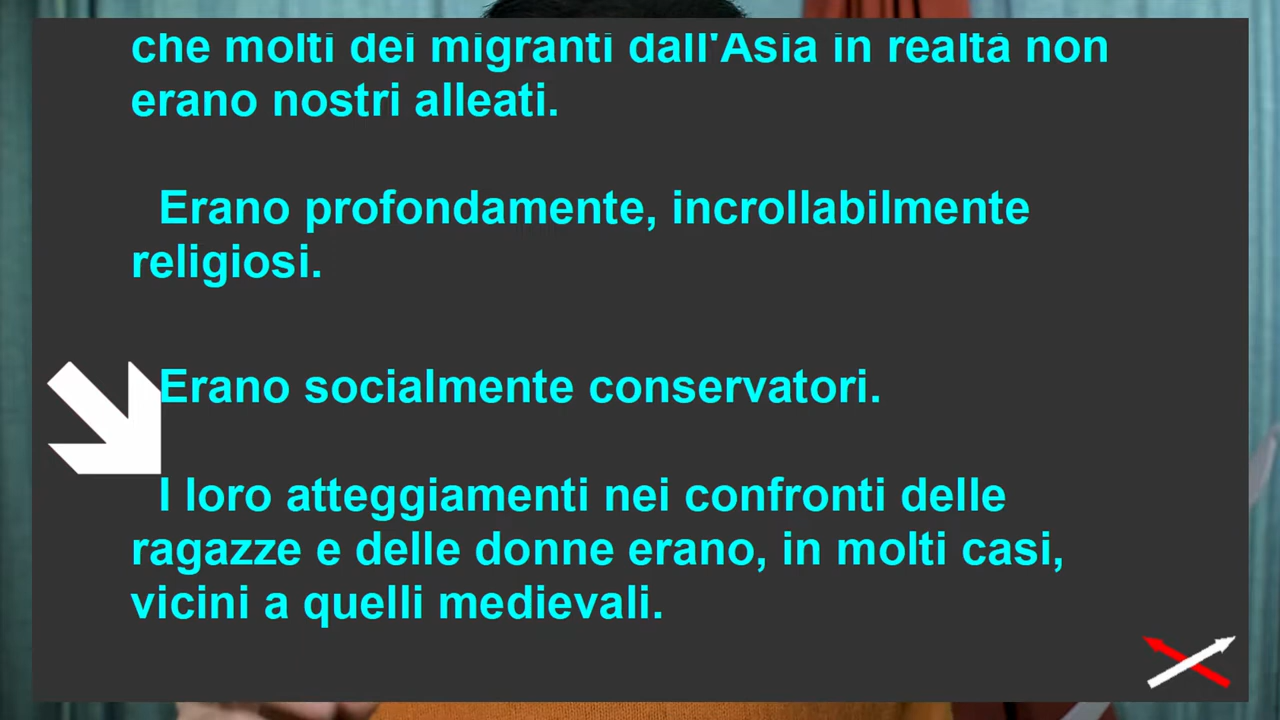 che molti dei migranti dall'Asia in realtà non
erano nostri alleati.
Erano profondamente, incrollabilmente
religiosi.
Erano socialmente conservatori.
I loro atteggiamenti nei confronti delle
ragazze e delle donne erano, in molti casi,
vicini a quelli medievali.